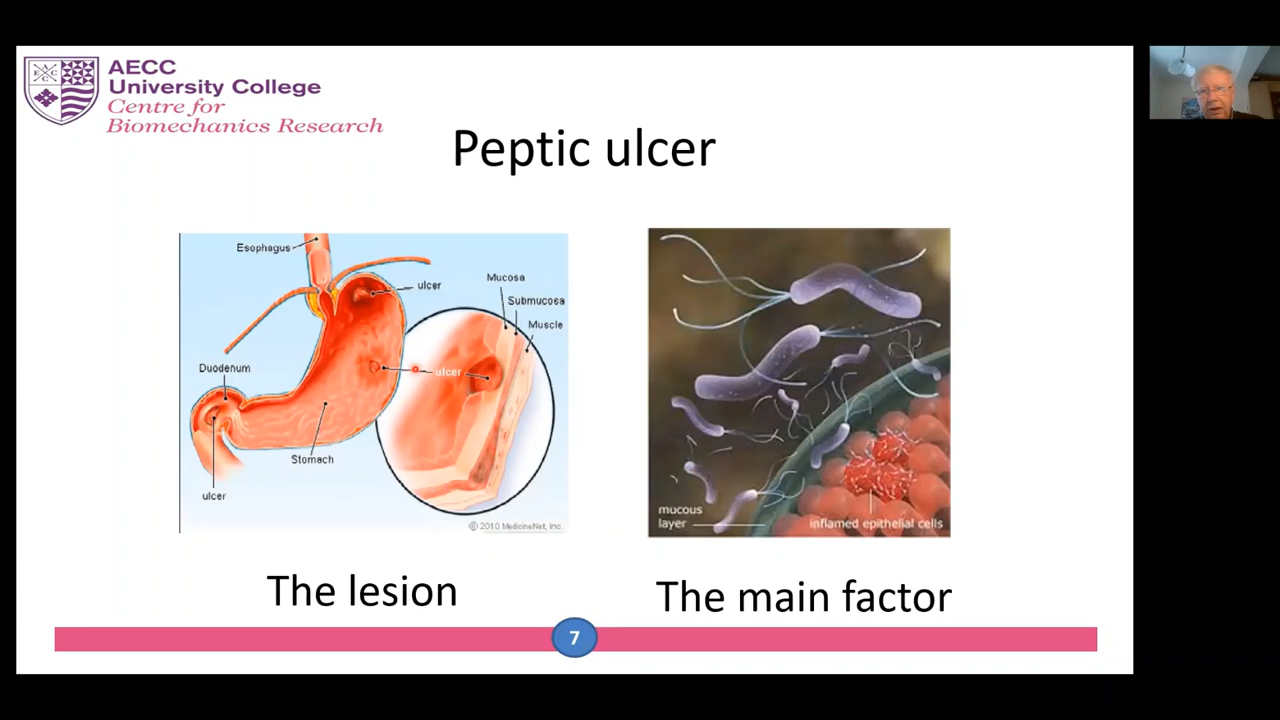 AECC
University College
Centre for
Biomechanics Research
Peptic ulcer
Esophagus
ulcer
Mucosa
Submucosa
Muscle
Duodenum
ulcer
Stomach
ulcer
© 2010 MedicineNet, Inc.
mucous
layer
inflamed epithelial cells
The lesion
The main factor
7